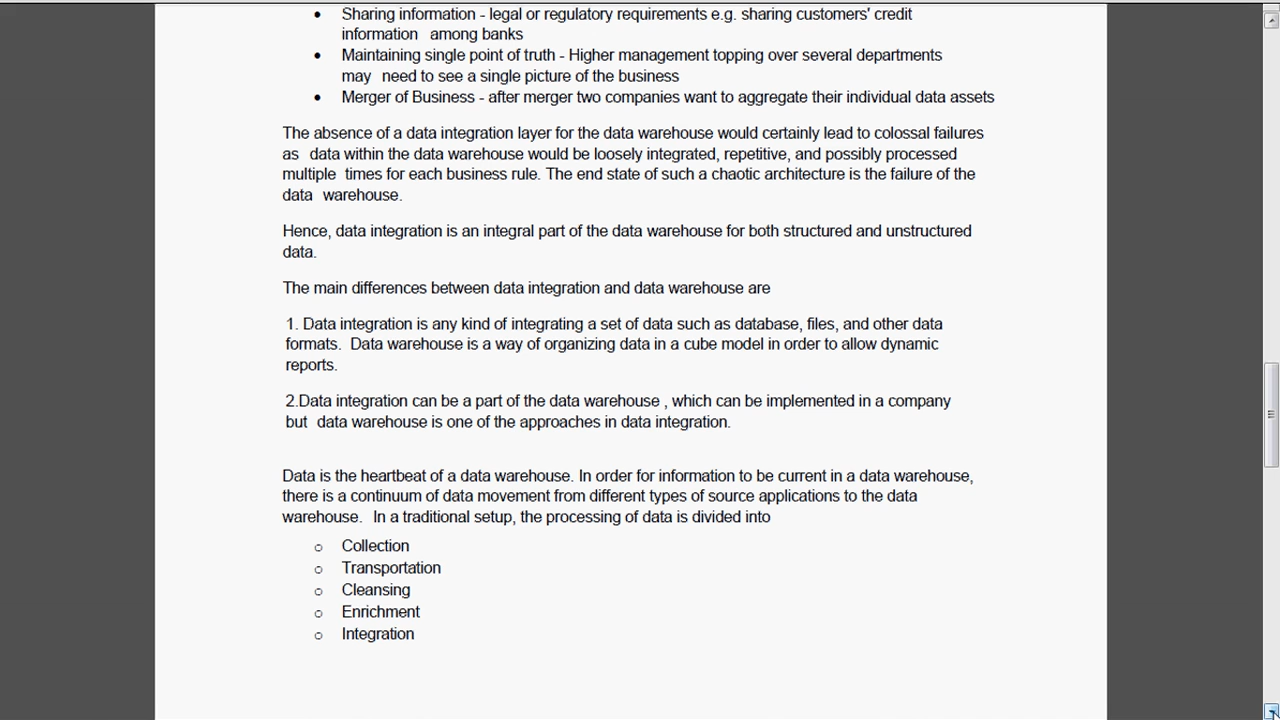 • Sharing information - legal or regulatory requirements e.g. sharing customers' credit
information among banks
• Maintaining single point of truth - Higher management topping over several departments
may need to see a single picture of the business
• Merger of Business - after merger two companies want to aggregate their individual data assets
The absence of a data integration layer for the data warehouse would certainly lead to colossal failures
as data within the data warehouse would be loosely integrated, repetitive, and possibly processed
multiple times for each business rule. The end state of such a chaotic architecture is the failure of the
data warehouse.
Hence, data integration is an integral part of the data warehouse for both structured and unstructured
data.
The main differences between data integration and data warehouse are
1. Data integration is any kind of integrating a set of data such as database, files, and other data
formats. Data warehouse is a way of organizing data in a cube model in order to allow dynamic
reports.
2.Data integration can be a part of the data warehouse , which can be implemented in a company
but data warehouse is one of the approaches in data integration.
Data is the heartbeat of a data warehouse. In order for information to be current in a data warehouse,
there is a continuum of data movement from different types of source applications to the data
warehouse. In a traditional setup, the processing of data is divided into
o Collection
o Transportation
o Cleansing
o Enrichment
o Integration